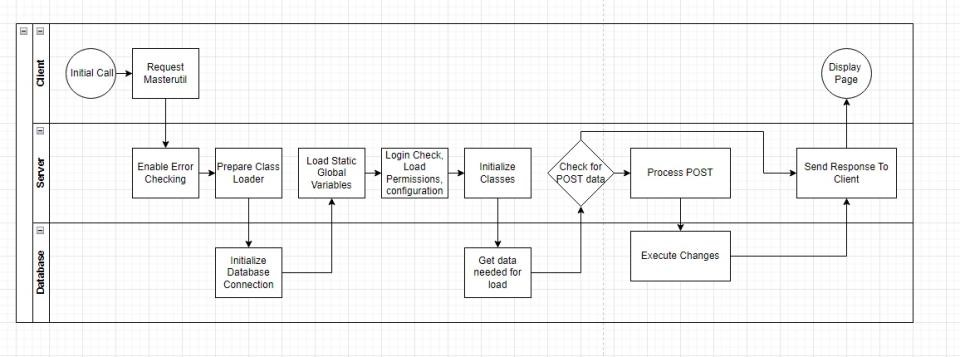 Client
Initial Call
Request
Masterutil
Display
Page
Server
Enable Error
Checking
Prepare Class
Loader
Load Static
Global
Variables
Login Check,
Load
Permissions,
configuration
Initialize
Classes
Check for
POST data
Process POST
Send Response To
Client
Database
Initialize
Database
Connection
Get data
needed for
load
Execute Changes